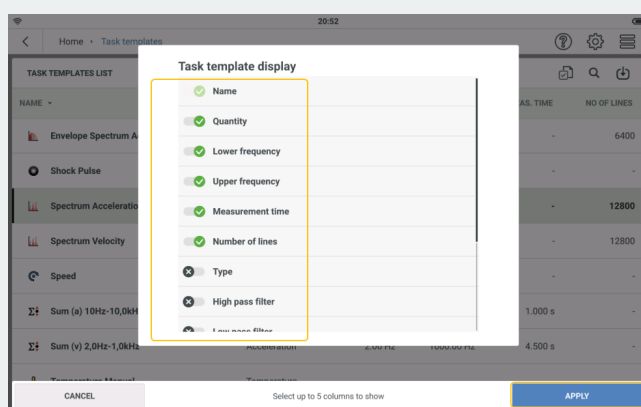 20:52
Home • Task templates
TASK TEMPLATES LIST
Task template display
NAME
AS. TIME
NO OF LINES
Name
Quantity
Envelope Spectrum A
-
6400
Lower frequency
Shock Pulse
-
-
Upper frequency
Spectrum Acceleratio
-
12800
Measurement time
Spectrum Velocity
-
12800
Number of lines
Type
Speed
-
-
High pass filter
Sum (a) 10Hz-10,0kH
1.000 s
-
Low pass filter
Sum (v) 2,0Hz-1,0kHz
Acceleration
2.00 Hz
1000.00 Hz
4.500 s
-
Temperature Manual
Temperature
CANCEL
Select up to 5 columns to show
APPLY